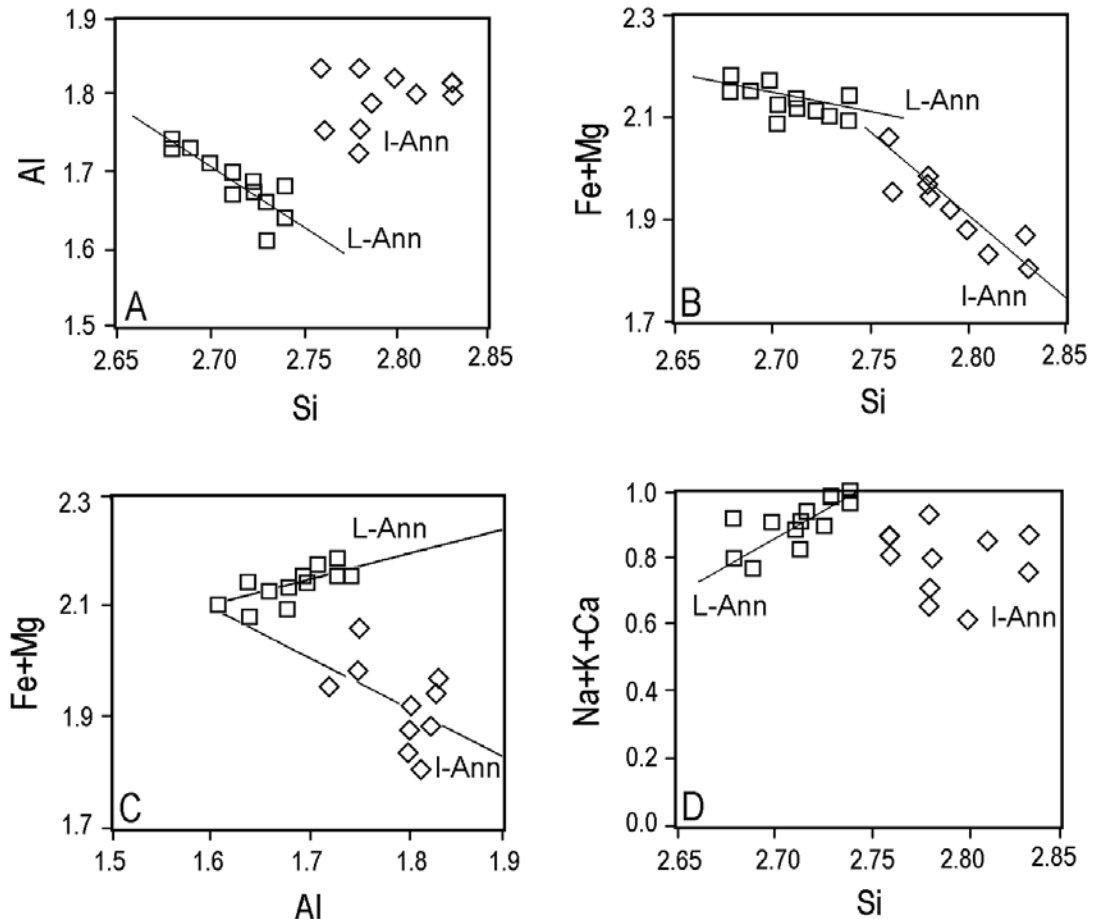 1.9
1.8
1.7
1.6
1.5
Al
I-Ann
L-Ann
A
2.65 2.70 2.75 2.80 2.85
Si
2.3
2.1
1.9
1.7
Fe+Mg
L-Ann
I-Ann
B
2.65 2.70 2.75 2.80 2.85
Si
2.3
2.1
1.9
1.7
Fe+Mg
L-Ann
I-Ann
C
1.5 1.6 1.7 1.8 1.9
Al
1.0
0.8
0.6
0.4
0.2
0.0
Na+K+Ca
L-Ann
I-Ann
D
2.65 2.70 2.75 2.80 2.85
Si